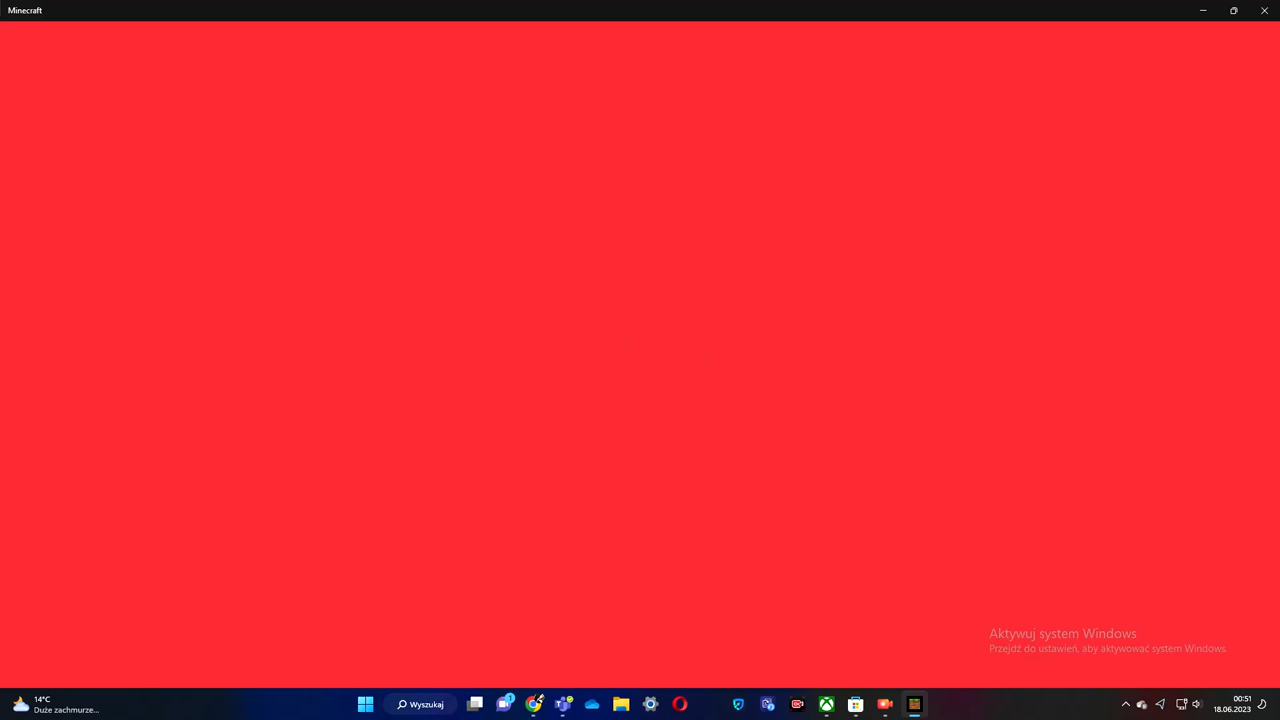 Minecraft
Aktywuj system Windows
Przejdź do ustawień, aby aktywować system Windows.
14°C
Duże zachmurze...
Wyszukaj
1
00:51
18.06.2023